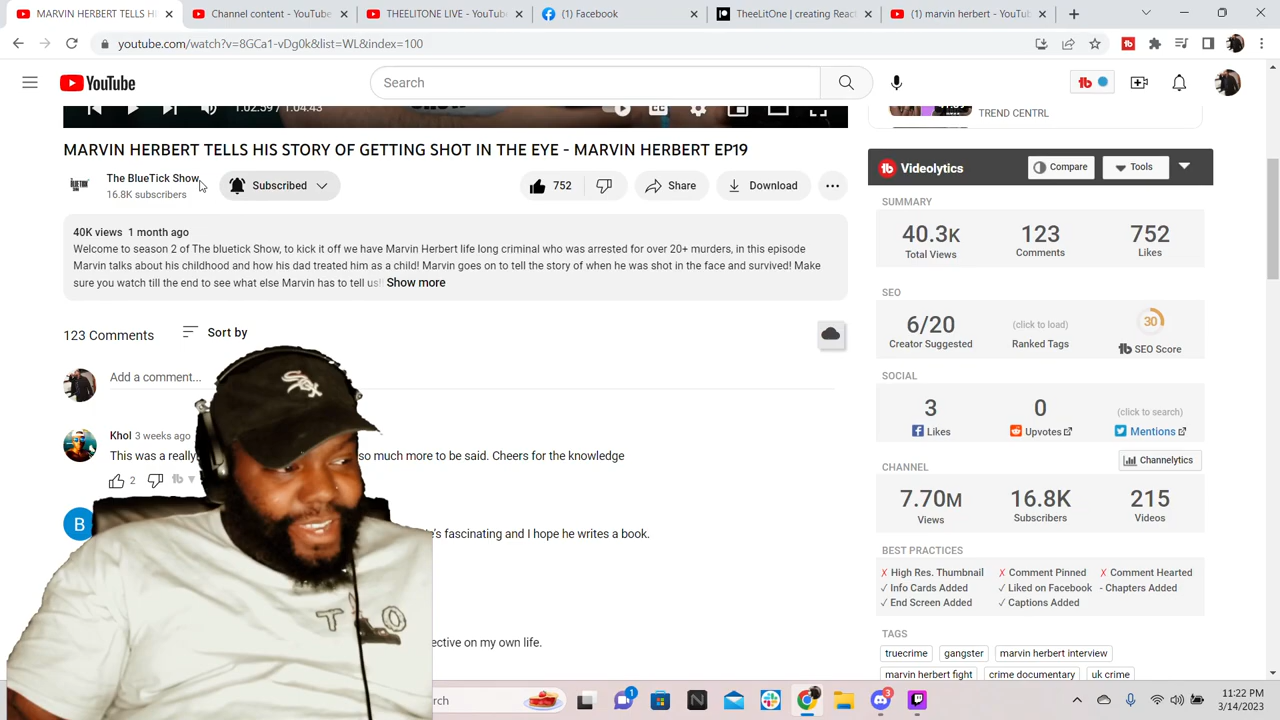 MARVIN HERBERT TELLS HI
Channel content - YouTube
THEELITONE LIVE - YouTub
(1) Facebook
TheeLitOne | creating Reac
(1) marvin herbert - YouTub
youtube.com/watch?v=8GCa1-vDg0k&list=WL&index=100
YouTube
Search
1:02:59 / 1:04:43
TREND CENTRL
MARVIN HERBERT TELLS HIS STORY OF GETTING SHOT IN THE EYE - MARVIN HERBERT EP19
The BlueTick Show
16.8K subscribers
Subscribed
752
Share
Download
40K views 1 month ago
Welcome to season 2 of The bluetick Show, to kick it off we have Marvin Herbert life long criminal who was arrested for over 20+ murders, in this episode
Marvin talks about his childhood and how his dad treated him as a child! Marvin goes on to tell the story of when he was shot in the face and survived! Make
sure you watch till the end to see what else Marvin has to tell us!! Show more
123 Comments
Sort by
Add a comment...
Khol 3 weeks ago
This was a really so much more to be said. Cheers for the knowledge
2
B
fascinating and I hope he writes a book.
ective on my own life.
Videolytics
Compare
Tools
SUMMARY
40.3K 123 752
Total Views Comments Likes
SEO
6/20 (click to load) 30
Creator Suggested Ranked Tags SEO Score
SOCIAL
3 0 (click to search)
Likes Upvotes Mentions
Channelytics
CHANNEL
7.70M 16.8K 215
Views Subscribers Videos
BEST PRACTICES
✗ High Res. Thumbnail ✗ Comment Pinned ✗ Comment Hearted
✓ Info Cards Added ✓ Liked on Facebook - Chapters Added
✓ End Screen Added ✓ Captions Added
TAGS
truecrime gangster marvin herbert interview
marvin herbert fight crime documentary uk crime
TLO
rch
1
3
11:22 PM
3/14/2023